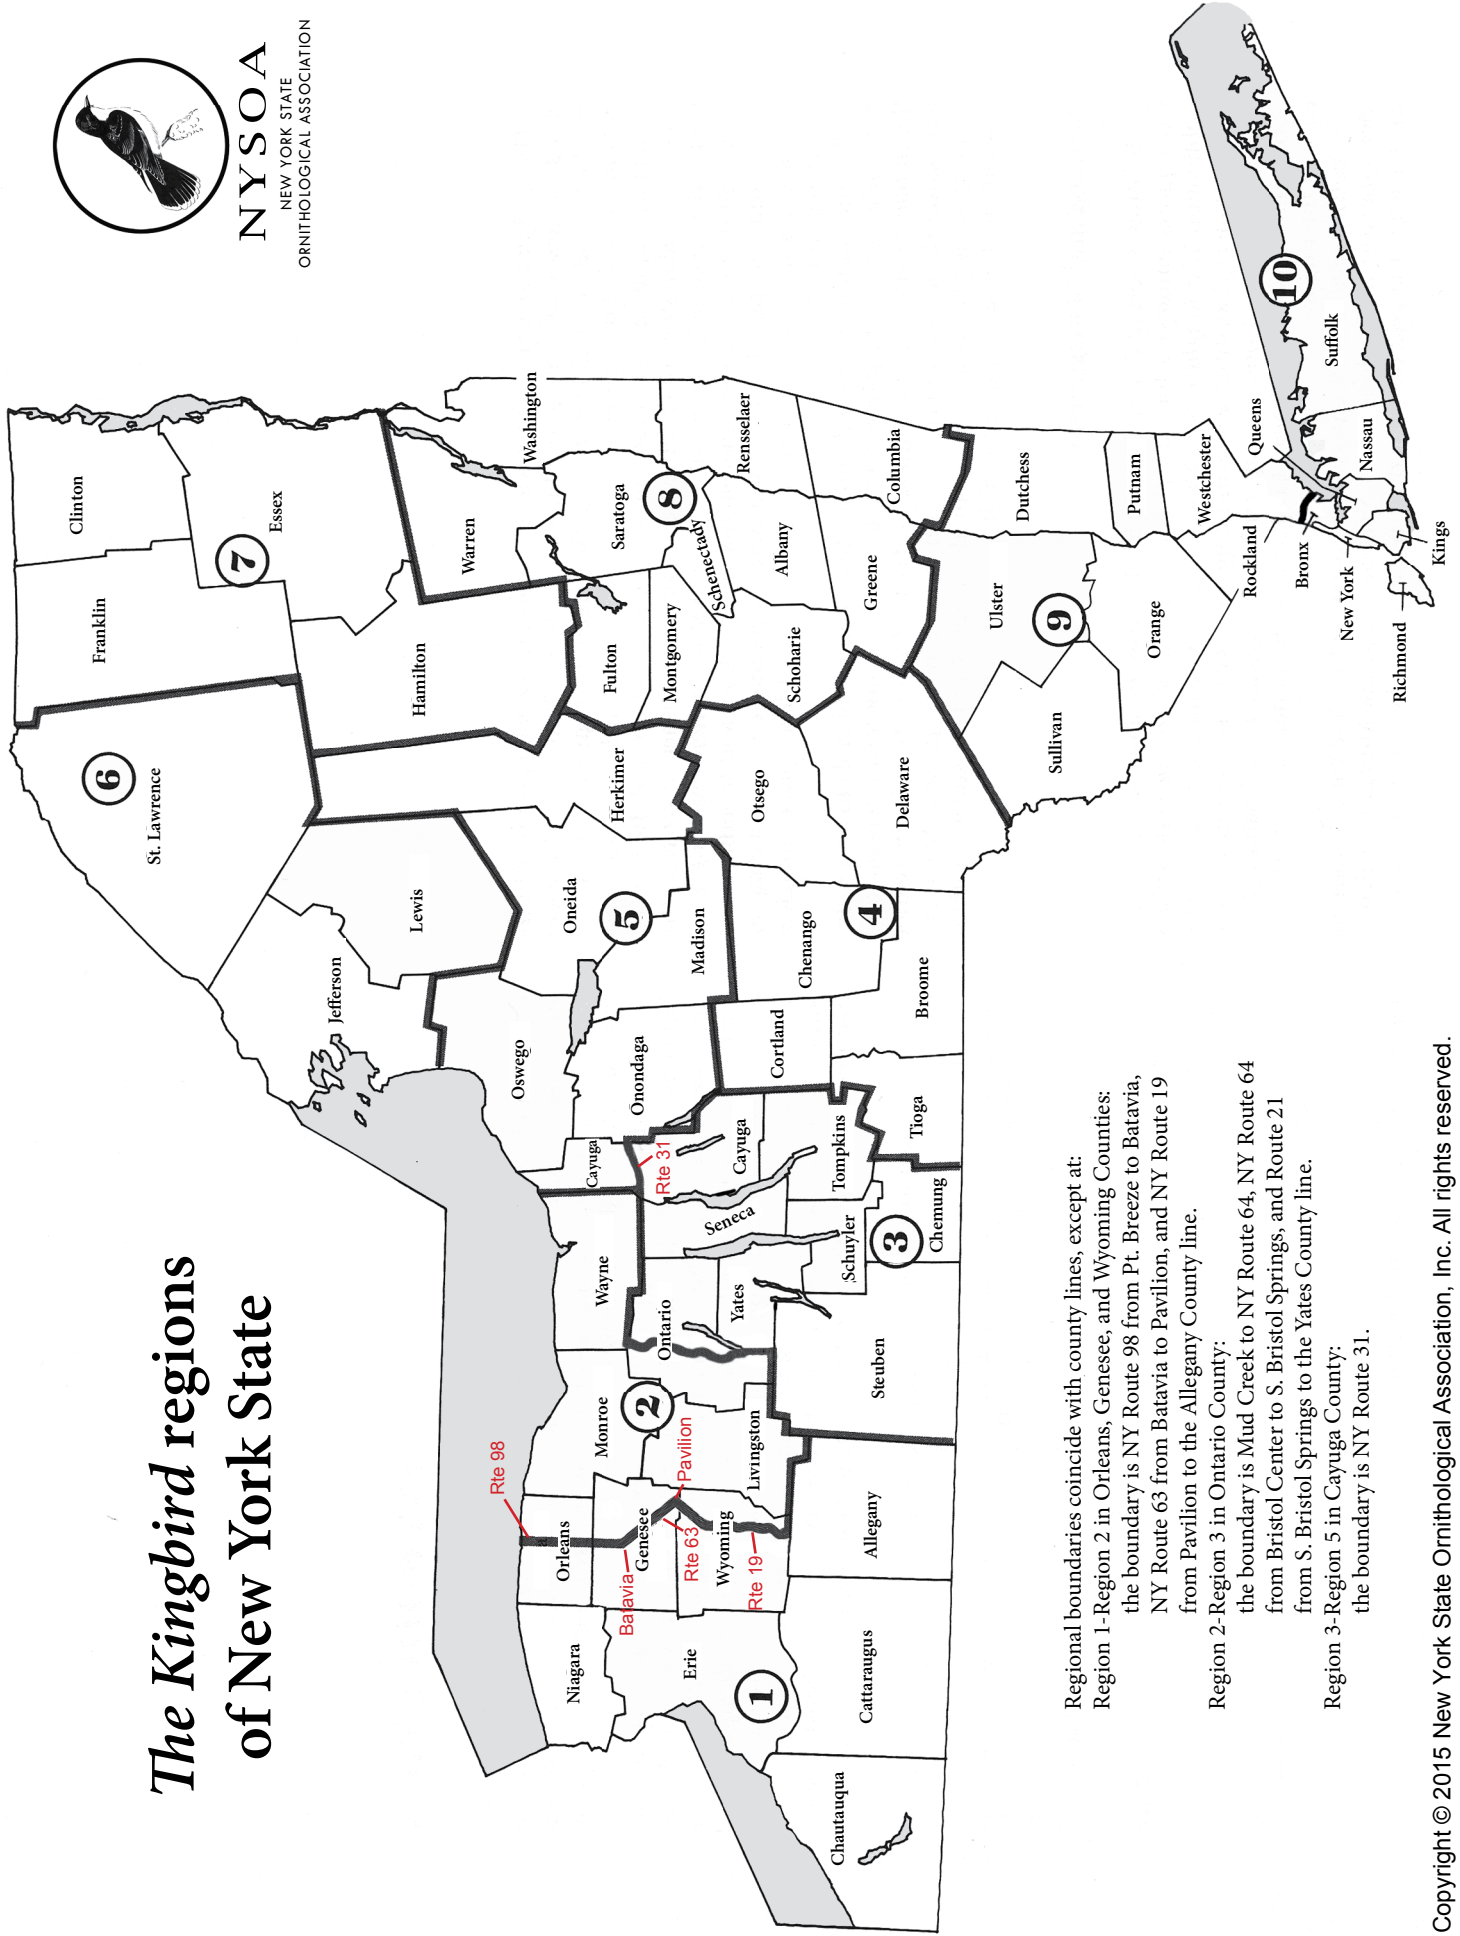 The Kingbird regions
of New York State
NYSOA
NEW YORK STATE
ORNITHOLOGICAL ASSOCIATION
Clinton
Franklin
7
Essex
6
St. Lawrence
Jefferson
Lewis
Hamilton
Warren
Washington
Oswego
Oneida
5
Herkimer
Fulton
Saratoga
8
Rte 98
Niagara
Orleans
Monroe
Wayne
Cayuga
Onondaga
Madison
Montgomery
Schenectady
Rensselaer
Batavia
Genesee
Rte 63
Pavilion
2
Ontario
Rte 31
Erie
Wyoming
Rte 19
Livingston
Yates
Seneca
Cayuga
Cortland
Chenango
Otsego
Schoharie
Albany
1
Chautauqua
Cattaraugus
Allegany
Steuben
Schuyler
3
Chemung
Tompkins
Tioga
Broome
4
Delaware
Greene
Columbia
Ulster
9
Sullivan
Dutchess
Orange
Putnam
Rockland
Westchester
Bronx
New York
Queens
Richmond
Kings
Nassau
Suffolk
10
Regional boundaries coincide with county lines, except at:
Region 1-Region 2 in Orleans, Genesee, and Wyoming Counties:
the boundary is NY Route 98 from Pt. Breeze to Batavia,
NY Route 63 from Batavia to Pavilion, and NY Route 19
from Pavilion to the Allegany County line.
Region 2-Region 3 in Ontario County:
the boundary is Mud Creek to NY Route 64, NY Route 64
from Bristol Center to S. Bristol Springs, and Route 21
from S. Bristol Springs to the Yates County line.
Region 3-Region 5 in Cayuga County:
the boundary is NY Route 31.
Copyright © 2015 New York State Ornithological Association, Inc. All rights reserved.